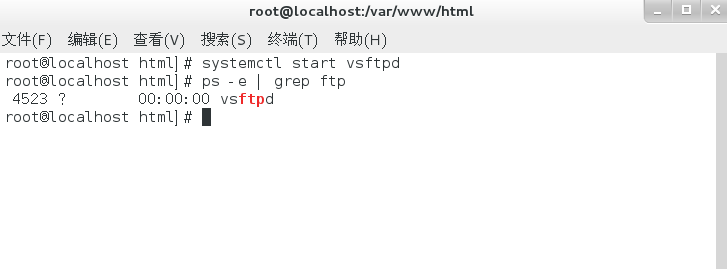 root@localhost:/var/www/html
文件(F) 编辑(E) 查看(V) 搜索(S) 终端(T) 帮助(H)
root@localhost html]# systemctl start vsftpd
root@localhost html]# ps -e | grep ftp
4523 ? 00:00:00 vsftpd
root@localhost html]#